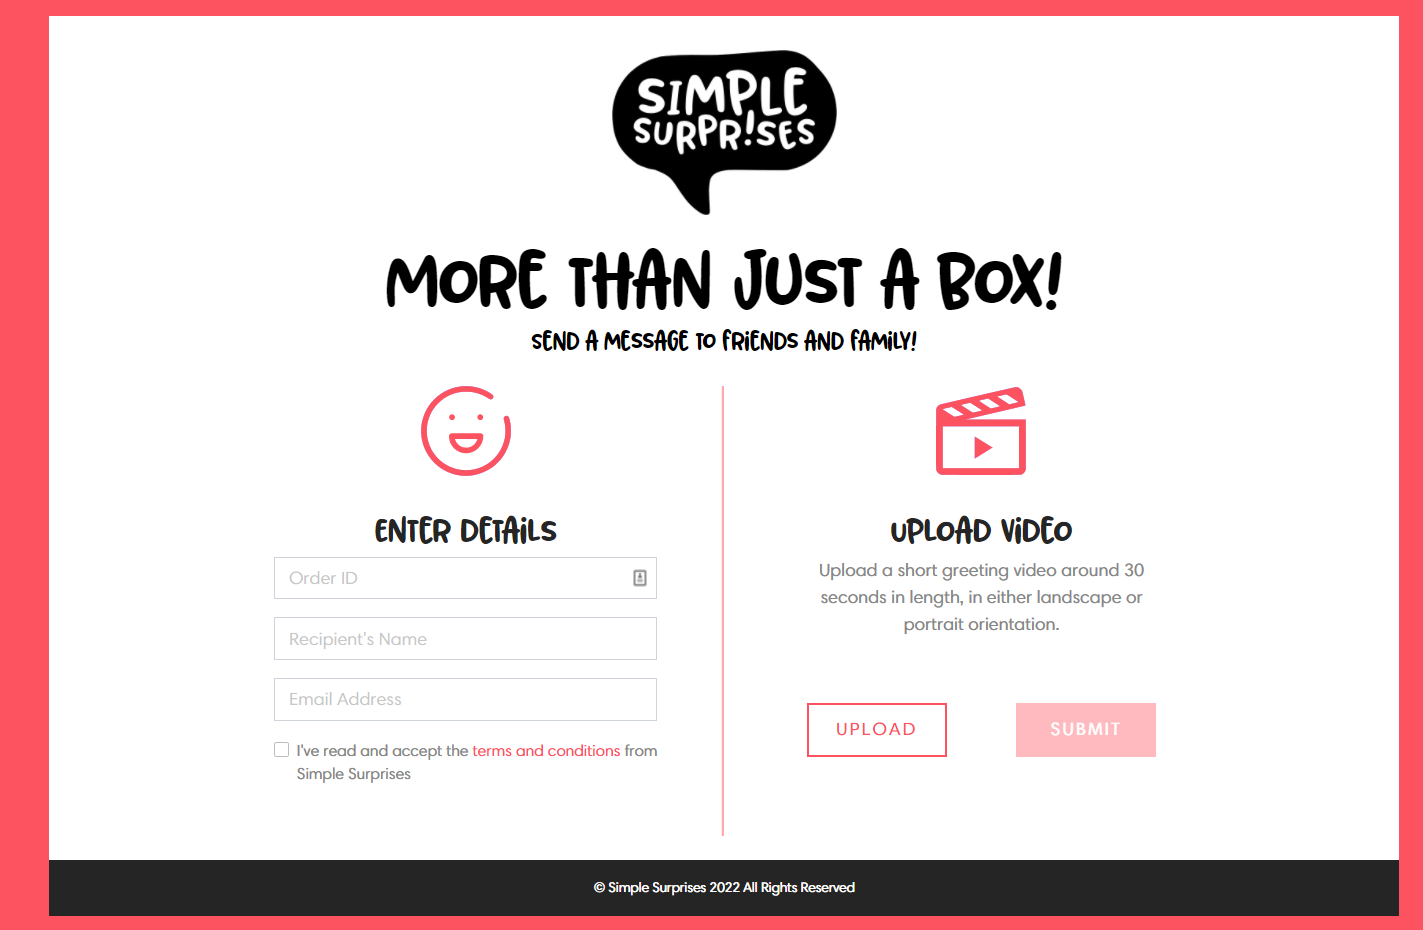 SIMPLE
SURPR!SES
MORE THAN JUST A BOX!
SEND A MESSAGE TO FRIENDS AND FAMILY!
ENTER DETAILS
Order ID
Recipient's Name
Email Address
I've read and accept the terms and conditions from
Simple Surprises
UPLOAD VIDEO
Upload a short greeting video around 30
seconds in length, in either landscape or
portrait orientation.
UPLOAD
SUBMIT
© Simple Surprises 2022 All Rights Reserved